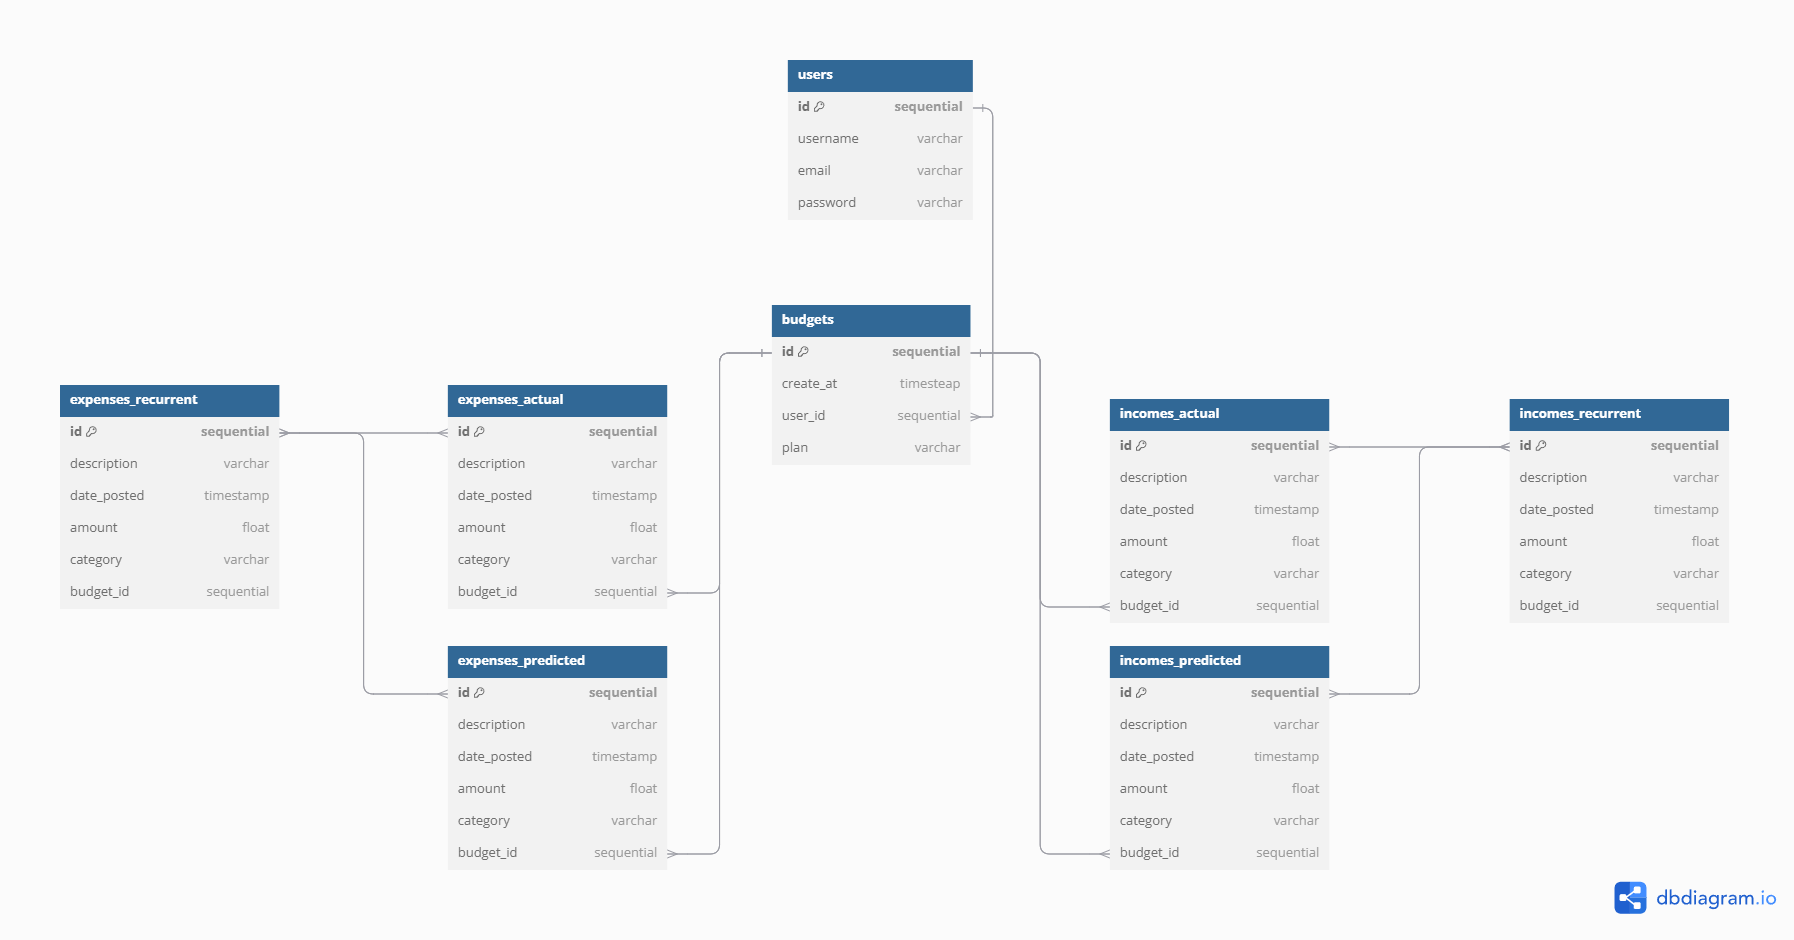 users
id sequential
username varchar
email varchar
password varchar
budgets
id sequential
create_at timesteap
user_id sequential
plan varchar
expenses_recurrent
id sequential
description varchar
date_posted timestamp
amount float
category varchar
budget_id sequential
expenses_actual
id sequential
description varchar
date_posted timestamp
amount float
category varchar
budget_id sequential
expenses_predicted
id sequential
description varchar
date_posted timestamp
amount float
category varchar
budget_id sequential
incomes_actual
id sequential
description varchar
date_posted timestamp
amount float
category varchar
budget_id sequential
incomes_recurrent
id sequential
description varchar
date_posted timestamp
amount float
category varchar
budget_id sequential
incomes_predicted
id sequential
description varchar
date_posted timestamp
amount float
category varchar
budget_id sequential
dbdiagram.io